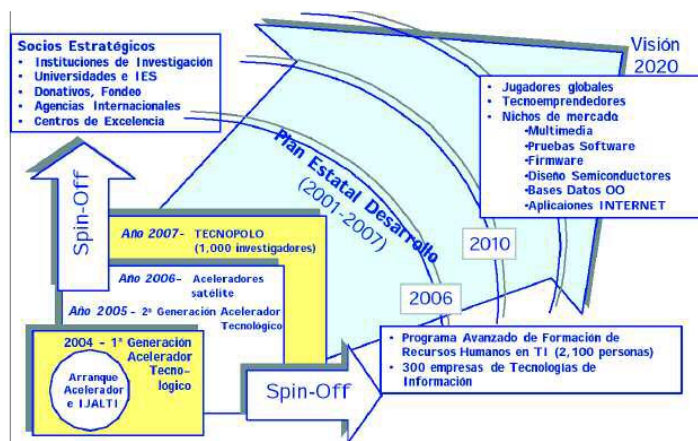 Socios Estratégicos
• Instituciones de Investigación
• Universidades e IES
• Donativos, Fondeo
• Agencias Internacionales
• Centros de Excelencia
Visión
2020
• Jugadores globales
• Tecnoemprendedores
• Nichos de mercado
•Multimedia
•Pruebas Software
•Firmware
•Diseño Semiconductores
•Bases Datos OO
•Aplicaiones INTERNET
Plan Estatal Desarrollo
(2001-2007)
2010
2006
Spin-Off
Año 2007- TECNOPOLO
(1,000 investigadores)
Año 2006- Aceleradores
satélite
Año 2005 - 2ª Generación Acelerador
Tecnológico
2004 - 1ª Generación
Acelerador
Tecno-
lógico
Arranque
Acelerador
e IJALTI
Spin-Off
• Programa Avanzado de Formación de
Recursos Humanos en TI (2,100 personas)
• 300 empresas de Tecnologías de
Información